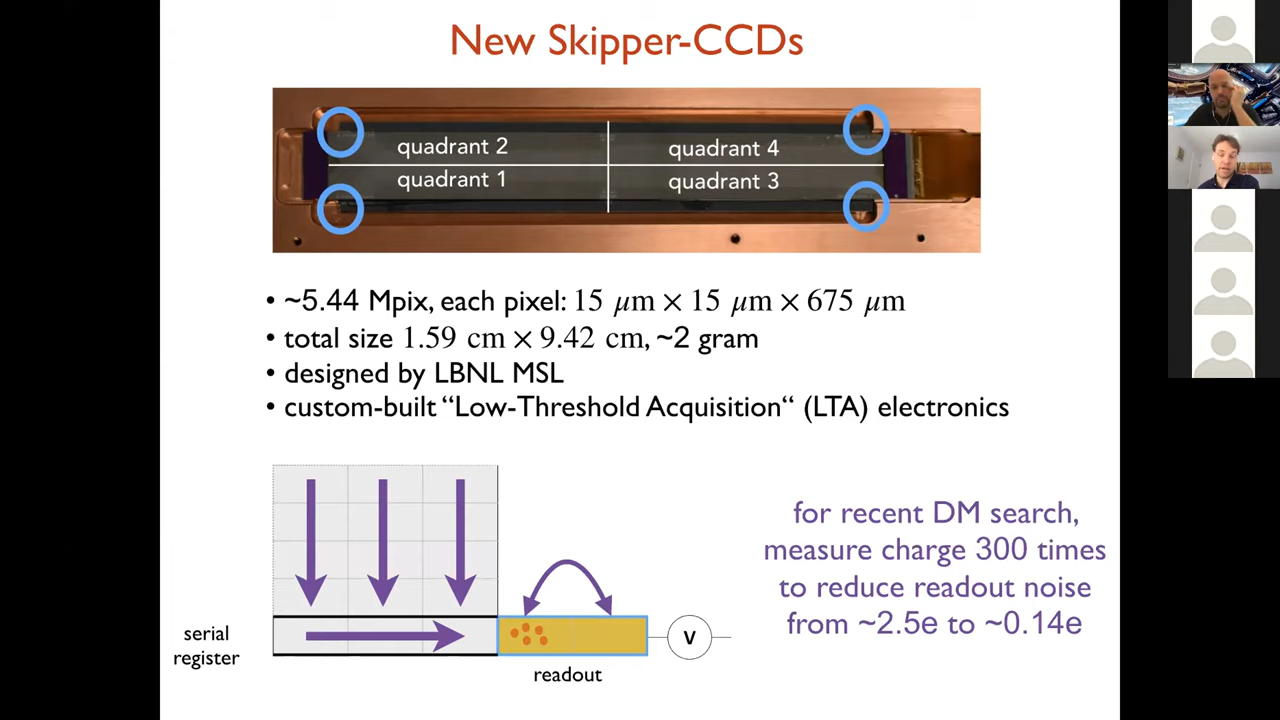 New Skipper-CCDs
quadrant 2
quadrant 4
quadrant 1
quadrant 3
• ~5.44 Mpix, each pixel: 15 μm × 15 μm × 675 μm
• total size 1.59 cm × 9.42 cm, ~2 gram
• designed by LBNL MSL
• custom-built “Low-Threshold Acquisition“ (LTA) electronics
for recent DM search,
measure charge 300 times
to reduce readout noise
from ~2.5e to ~0.14e
serial
register
V
readout